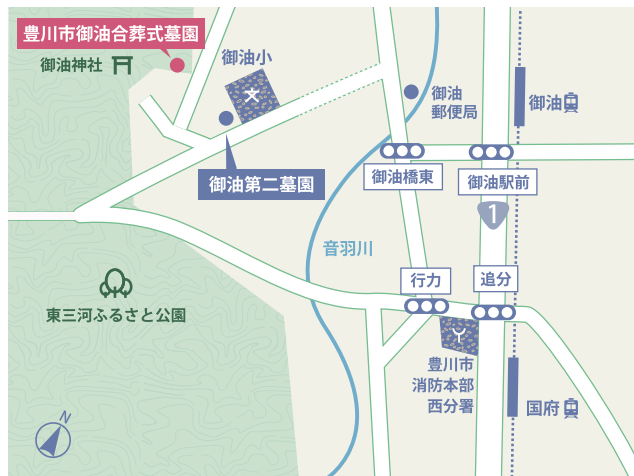 豊川市御油合葬式墓園
御油神社
御油小
御油
郵便局
御油
御油第二墓園
御油橋東
御油駅前
1
音羽川
行力
追分
東三河ふるさと公園
豊川市
消防本部
西分署
国府
N